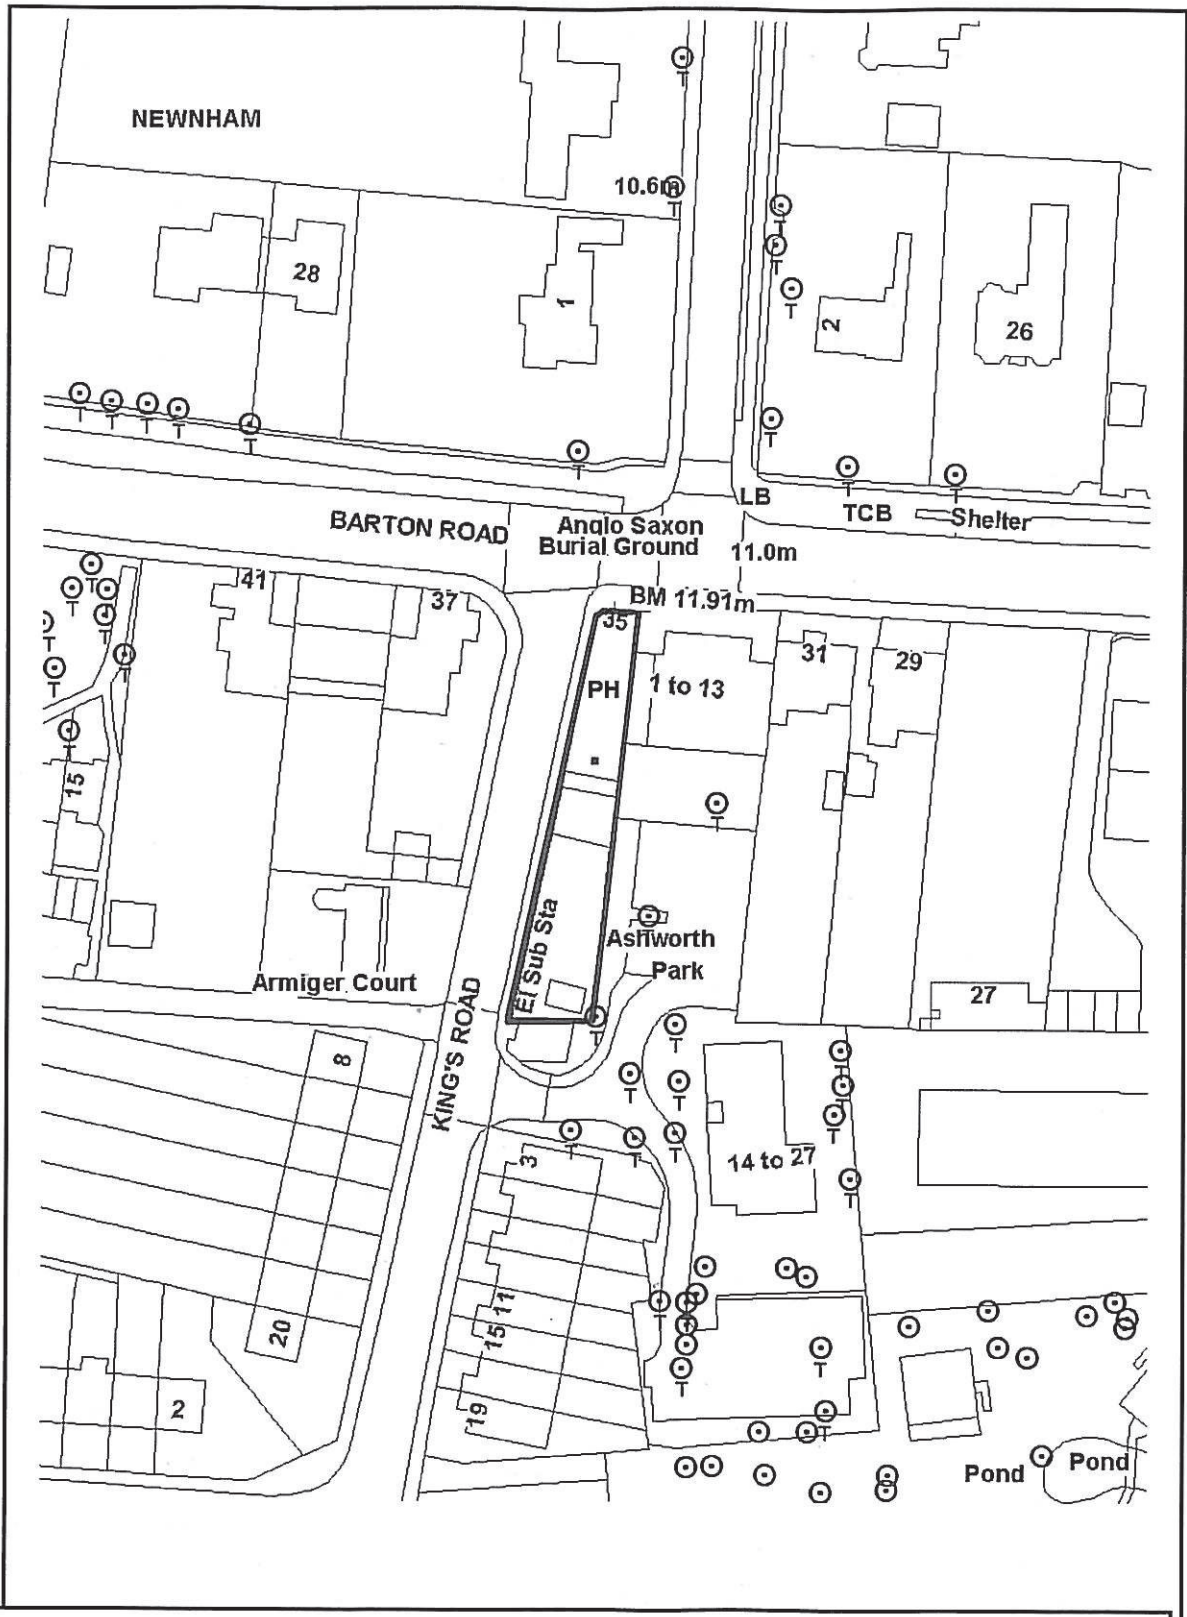 NEWNHAM
T
10.6m
T
T
28
1
T
T
2
26
T
T
T
T
T
T
T
T
T
LB
TCB
Shelter
BARTON ROAD
Anglo Saxon
Burial Ground
11.0m
41
37
BM 11.91m
35
T
T
T
T
T
T
31
29
PH
1 to 13
T
15
T
El Sub Sta
T
Ashworth
Park
Armiger Court
27
KING'S ROAD
T
T
8
T
T
T
T
T
3
T
T
T
14 to 27
T
11
15
20
T
T
T
T
2
19
T
Pond
Pond